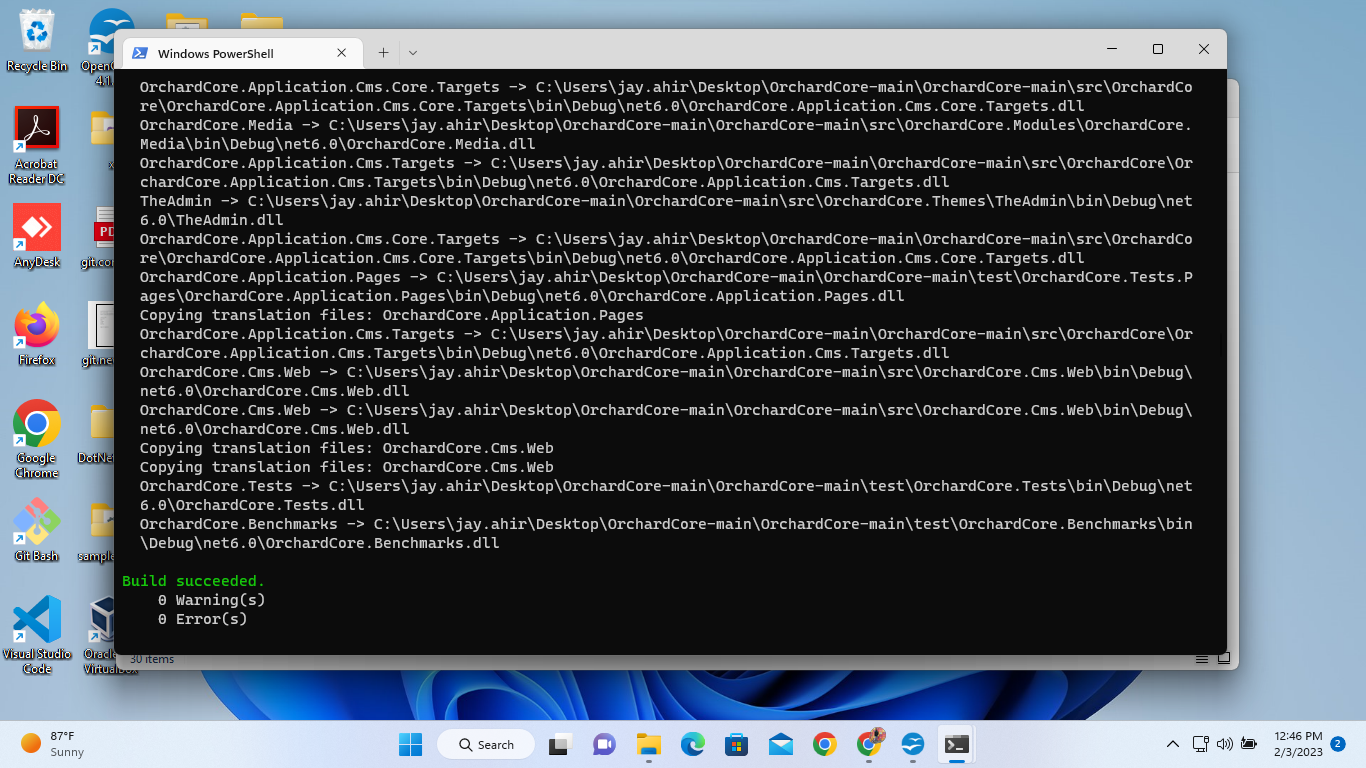 Recycle Bin
4.1.
Acrobat
Reader DC
AnyDesk
Firefox
Google
Chrome
Git Bash
Visual Studio
Code
Windows PowerShell
OrchardCore.Application.Cms.Core.Targets -> C:\Users\jay.ahir\Desktop\OrchardCore-main\OrchardCore-main\src\OrchardCo
re\OrchardCore.Application.Cms.Core.Targets\bin\Debug\net6.0\OrchardCore.Application.Cms.Core.Targets.dll
OrchardCore.Media -> C:\Users\jay.ahir\Desktop\OrchardCore-main\OrchardCore-main\src\OrchardCore.Modules\OrchardCore.
Media\bin\Debug\net6.0\OrchardCore.Media.dll
OrchardCore.Application.Cms.Targets -> C:\Users\jay.ahir\Desktop\OrchardCore-main\OrchardCore-main\src\OrchardCore\Or
chardCore.Application.Cms.Targets\bin\Debug\net6.0\OrchardCore.Application.Cms.Targets.dll
TheAdmin -> C:\Users\jay.ahir\Desktop\OrchardCore-main\OrchardCore-main\src\OrchardCore.Themes\TheAdmin\bin\Debug\net
6.0\TheAdmin.dll
OrchardCore.Application.Cms.Core.Targets -> C:\Users\jay.ahir\Desktop\OrchardCore-main\OrchardCore-main\src\OrchardCo
re\OrchardCore.Application.Cms.Core.Targets\bin\Debug\net6.0\OrchardCore.Application.Cms.Core.Targets.dll
OrchardCore.Application.Pages -> C:\Users\jay.ahir\Desktop\OrchardCore-main\OrchardCore-main\test\OrchardCore.Tests.P
ages\OrchardCore.Application.Pages\bin\Debug\net6.0\OrchardCore.Application.Pages.dll
Copying translation files: OrchardCore.Application.Pages
OrchardCore.Application.Cms.Targets -> C:\Users\jay.ahir\Desktop\OrchardCore-main\OrchardCore-main\src\OrchardCore\Or
chardCore.Application.Cms.Targets\bin\Debug\net6.0\OrchardCore.Application.Cms.Targets.dll
OrchardCore.Cms.Web -> C:\Users\jay.ahir\Desktop\OrchardCore-main\OrchardCore-main\src\OrchardCore.Cms.Web\bin\Debug\
net6.0\OrchardCore.Cms.Web.dll
OrchardCore.Cms.Web -> C:\Users\jay.ahir\Desktop\OrchardCore-main\OrchardCore-main\src\OrchardCore.Cms.Web\bin\Debug\
net6.0\OrchardCore.Cms.Web.dll
Copying translation files: OrchardCore.Cms.Web
Copying translation files: OrchardCore.Cms.Web
OrchardCore.Tests -> C:\Users\jay.ahir\Desktop\OrchardCore-main\OrchardCore-main\test\OrchardCore.Tests\bin\Debug\net
6.0\OrchardCore.Tests.dll
OrchardCore.Benchmarks -> C:\Users\jay.ahir\Desktop\OrchardCore-main\OrchardCore-main\test\OrchardCore.Benchmarks\bin
\Debug\net6.0\OrchardCore.Benchmarks.dll
Build succeeded.
0 Warning(s)
0 Error(s)
30 items
87°F
Sunny
Search
12:46 PM
2/3/2023
2